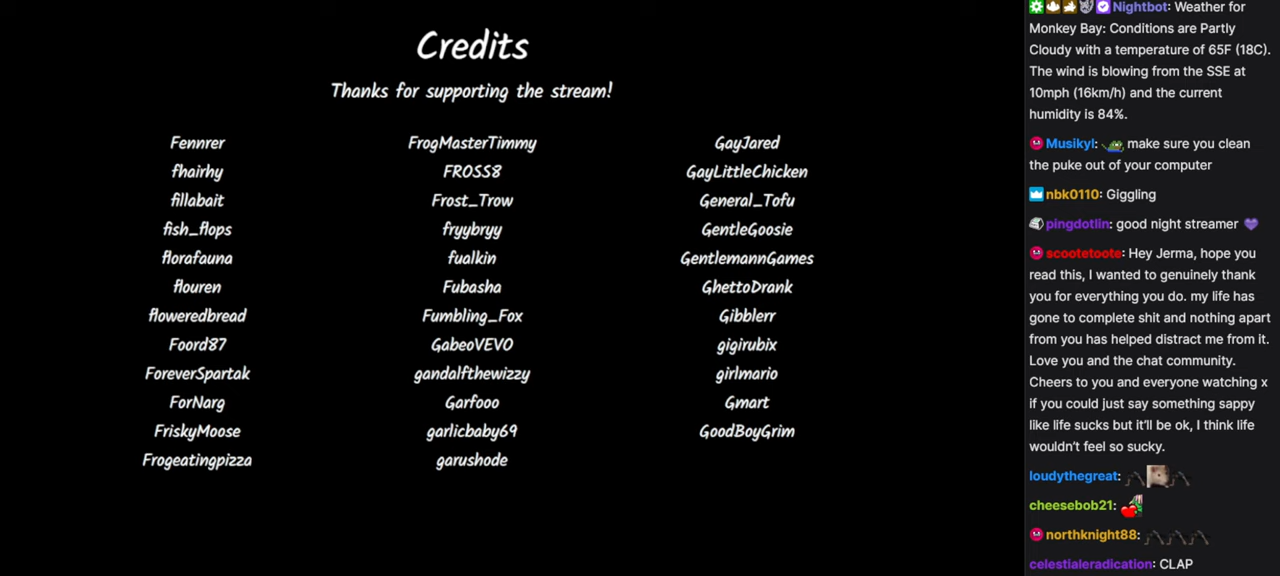 Credits
Thanks for supporting the stream!
Fennrer
fhairhy
fillabait
fish_flops
florafauna
flouren
floweredbread
Foord87
ForeverSpartak
ForNarg
FriskyMoose
Frogeatingpizza
FrogMasterTimmy
FROSS8
Frost_Trow
fryybryy
fualkin
Fubasha
Fumbling_Fox
GabeoVEVO
gandalfthewizzy
Garfooo
garlicbaby69
garushode
GayJared
GayLittleChicken
General_Tofu
GentleGoosie
GentlemannGames
GhettoDrank
Gibblerr
gigirubix
girlmario
Gmart
GoodBoyGrim
Nightbot: Weather for
Monkey Bay: Conditions are Partly
Cloudy with a temperature of 65F (18C).
The wind is blowing from the SSE at
10mph (16km/h) and the current
humidity is 84%.
Musikyl: make sure you clean
the puke out of your computer
nbk0110: Giggling
pingdotlin: good night streamer
scootetoote: Hey Jerma, hope you
read this, I wanted to genuinely thank
you for everything you do. my life has
gone to complete shit and nothing apart
from you has helped distract me from it.
Love you and the chat community.
Cheers to you and everyone watching x
if you could just say something sappy
like life sucks but it'll be ok, I think life
wouldn't feel so sucky.
loudythegreat:
cheesebob21:
northknight88:
celestialeradication: CLAP